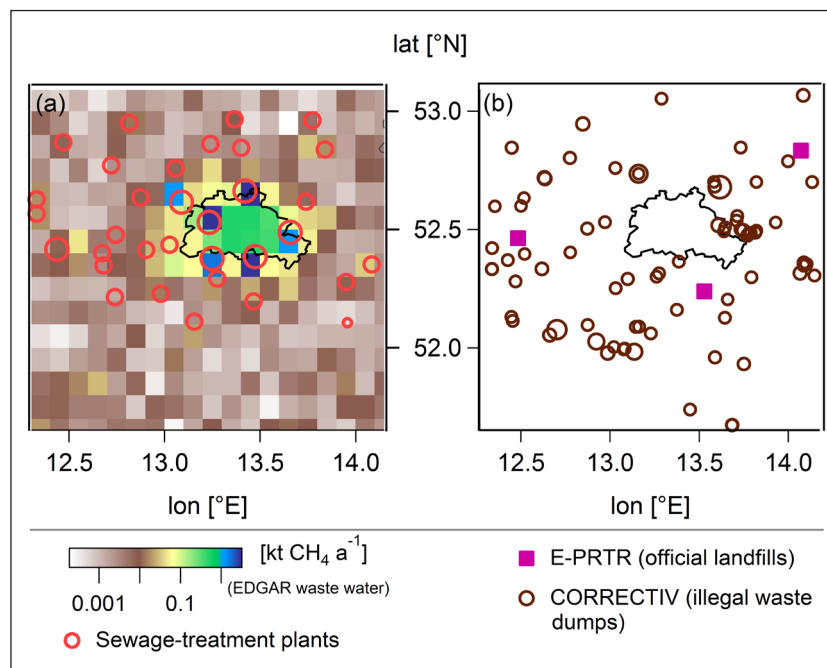 lat [°N]
(a)
(b)
53.0
52.5
52.0
12.5 13.0 13.5 14.0
12.5 13.0 13.5 14.0
lon [°E]
lon [°E]
[kt CH₄ a⁻¹]
(EDGAR waste water)
0.001 0.1
Sewage-treatment plants
E-PRTR (official landfills)
CORRECTIV (illegal waste
dumps)